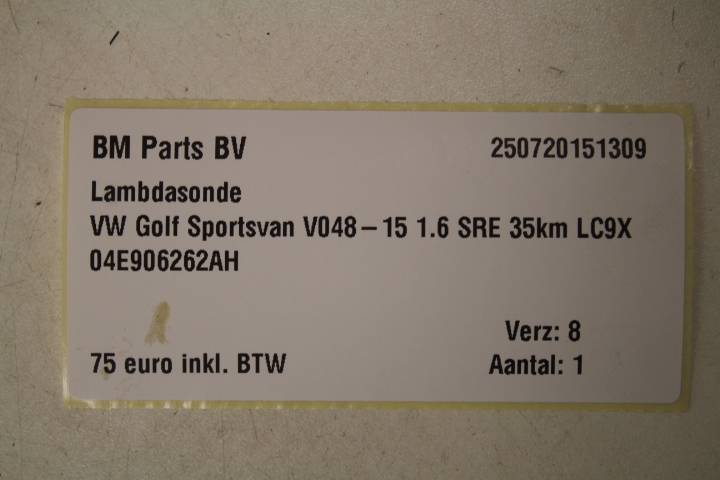 BM Parts BV 250720151309
Lambdasonde
VW Golf Sportsvan V048-15 1.6 SRE 35km LC9X
04E906262AH
Verz: 8
75 euro inkl. BTW Aantal: 1